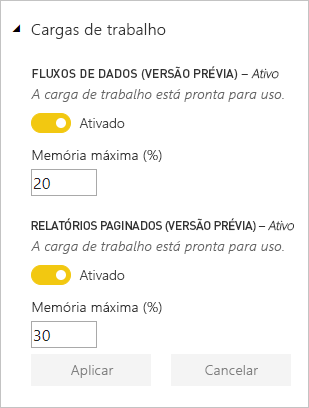 Cargas de trabalho
FLUXOS DE DADOS (VERSÃO PRÉVIA) – Ativo
A carga de trabalho está pronta para uso.
Ativado
Memória máxima (%)
20
RELATÓRIOS PAGINADOS (VERSÃO PRÉVIA) – Ativo
A carga de trabalho está pronta para uso.
Ativado
Memória máxima (%)
30
Aplicar Cancelar